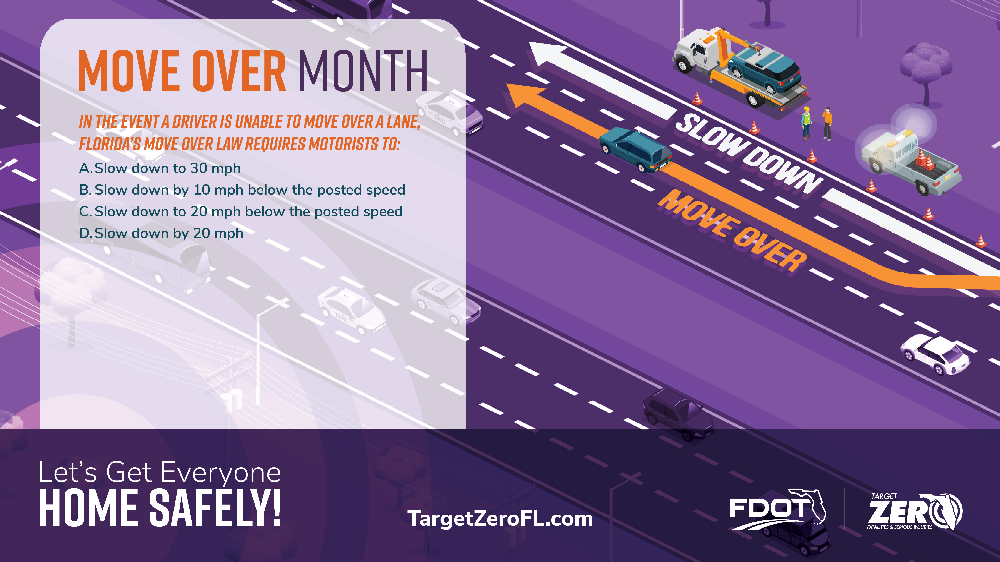 MOVE OVER MONTH
IN THE EVENT A DRIVER IS UNABLE TO MOVE OVER A LANE,
FLORIDA'S MOVE OVER LAW REQUIRES MOTORISTS TO:
A. Slow down to 30 mph
B. Slow down by 10 mph below the posted speed
C. Slow down to 20 mph below the posted speed
D. Slow down by 20 mph
SLOW DOWN
MOVE OVER
TAXI
TAXI
TAXI
TAXI
Let's Get Everyone
HOME SAFELY!
TargetZeroFL.com
FDOT
TARGET
ZERO
FATALITIES & SERIOUS INJURIES